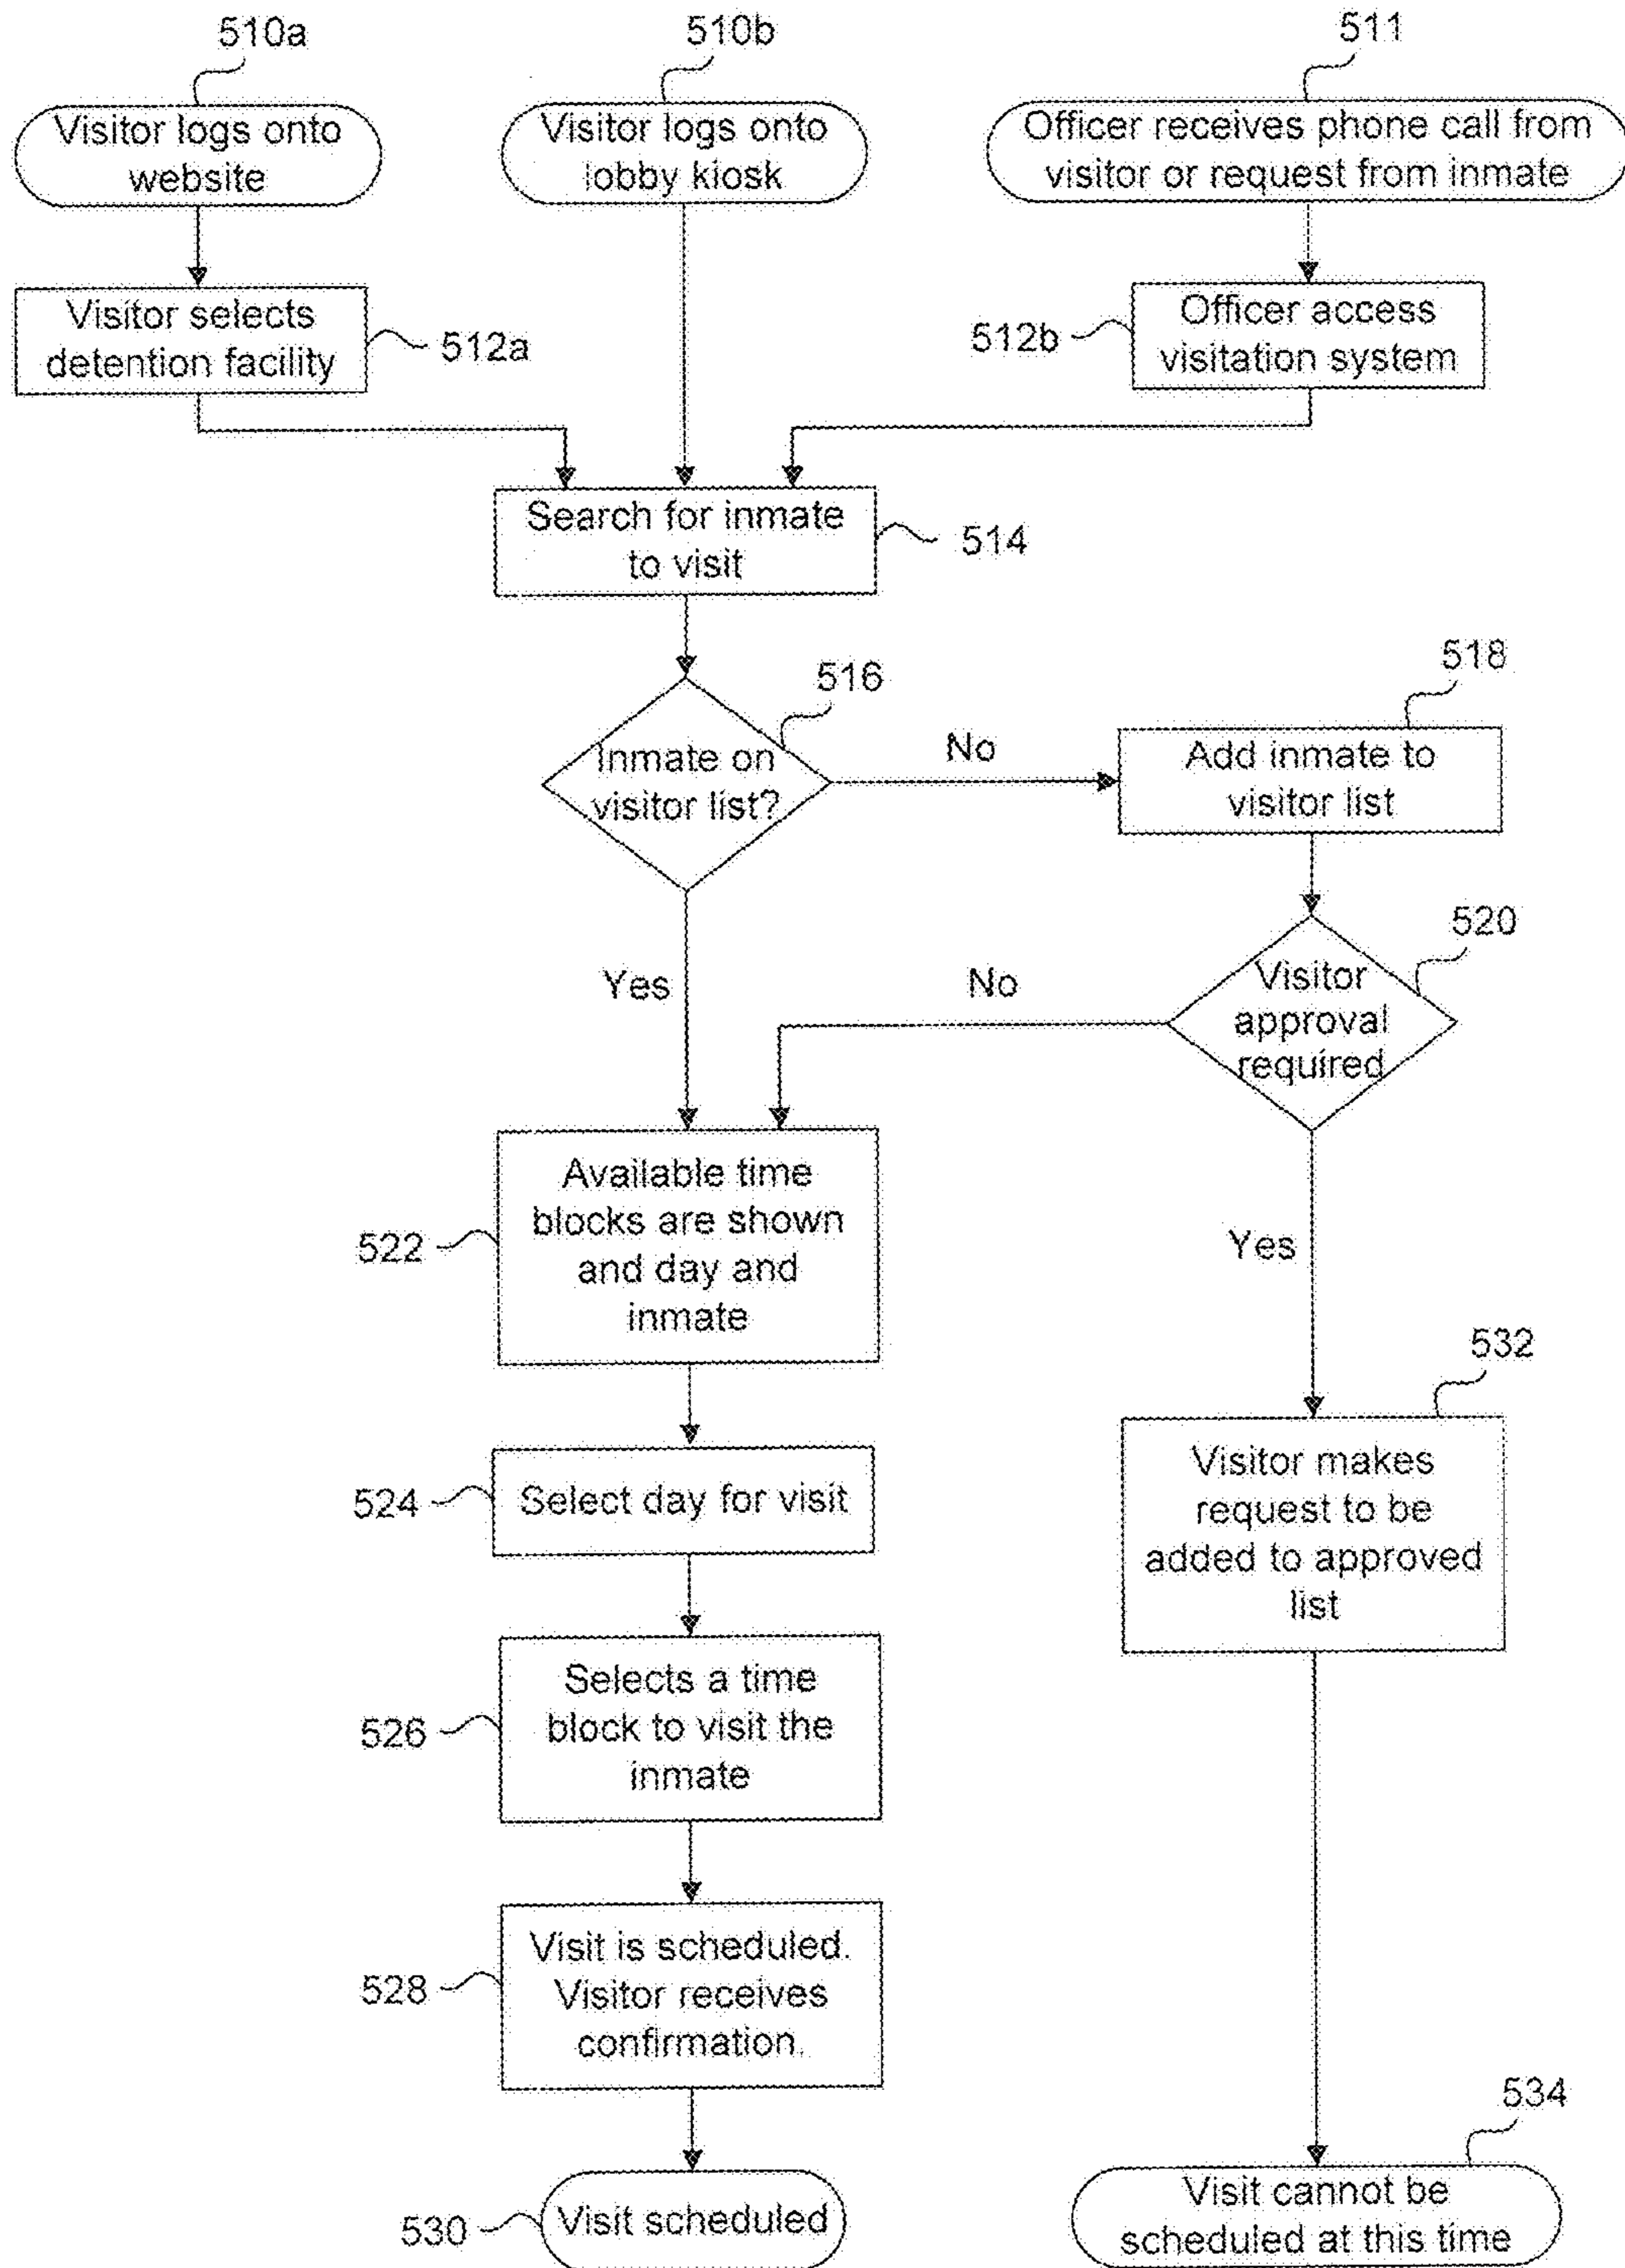 510a
510b
511
Visitor logs onto
website
Visitor logs onto
lobby kiosk
Officer receives phone call from
visitor or request from inmate
Visitor selects
detention facility
512a
512b
Officer access
visitation system
Search for inmate
to visit
514
516
518
Inmate on
visitor list?
No
Add inmate to
visitor list
520
Yes
No
Visitor
approval
required
522
Available time
blocks are shown
and day and
inmate
Yes
532
524
Select day for visit
Visitor makes
request to be
added to approved
list
526
Selects a time
block to visit the
inmate
528
Visit is scheduled.
Visitor receives
confirmation.
534
530
Visit scheduled
Visit cannot be
scheduled at this time